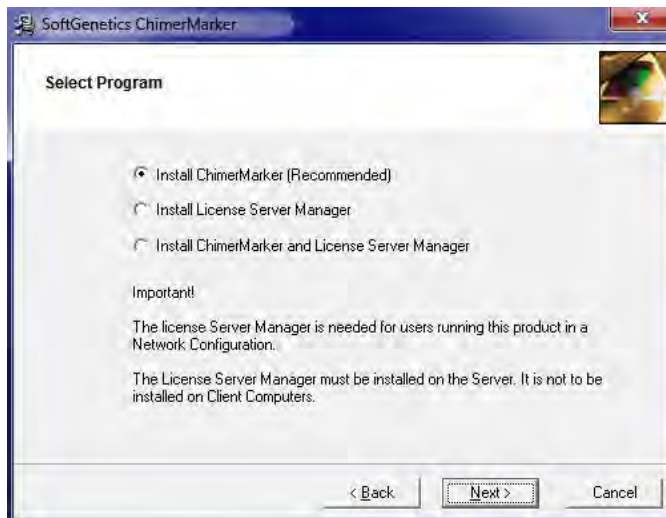 SoftGenetics ChimerMarker
Select Program
Install ChimerMarker (Recommended)
Install License Server Manager
Install ChimerMarker and License Server Manager
Important!
The license Server Manager is needed for users running this product in a
Network Configuration.
The License Server Manager must be installed on the Server. It is not to be
installed on Client Computers.
< Back
Next >
Cancel